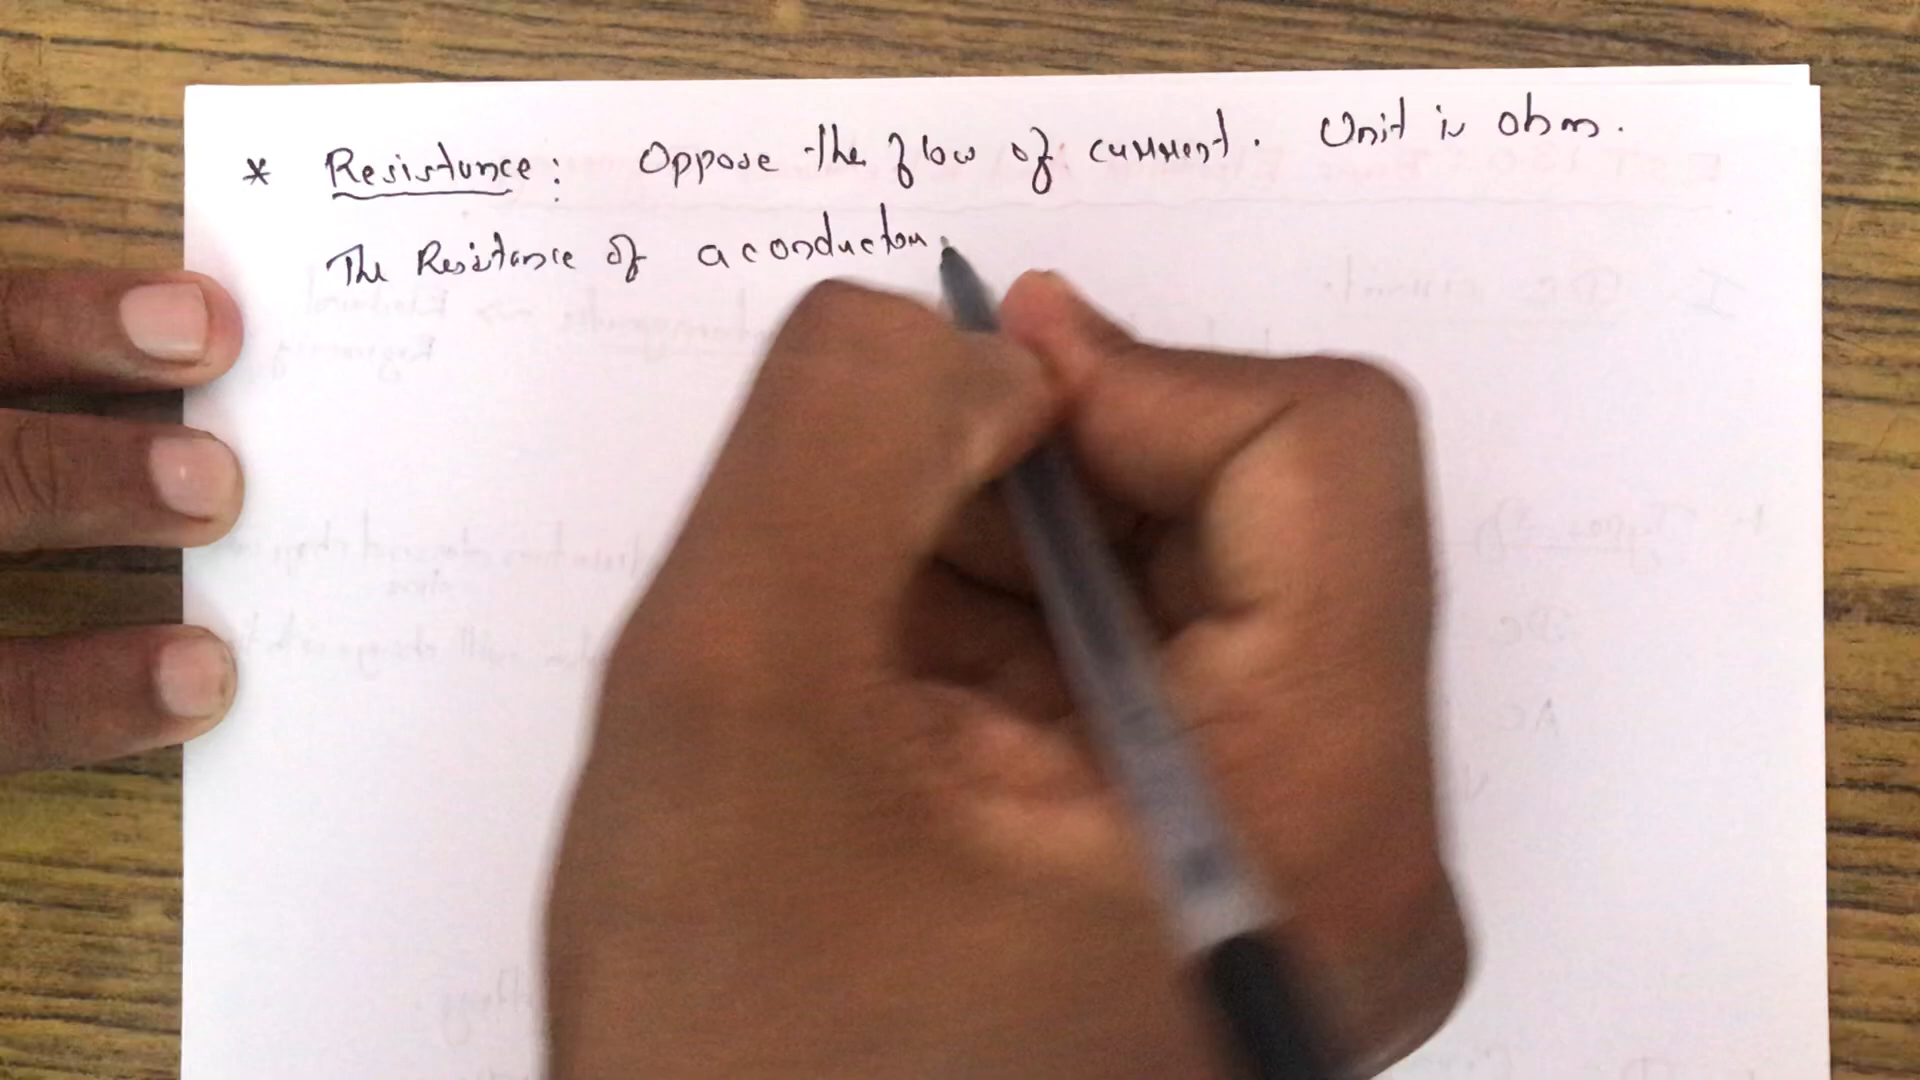 * Resistance: Oppose the flow of current. Unit is ohm.
The Resistance of a conductor